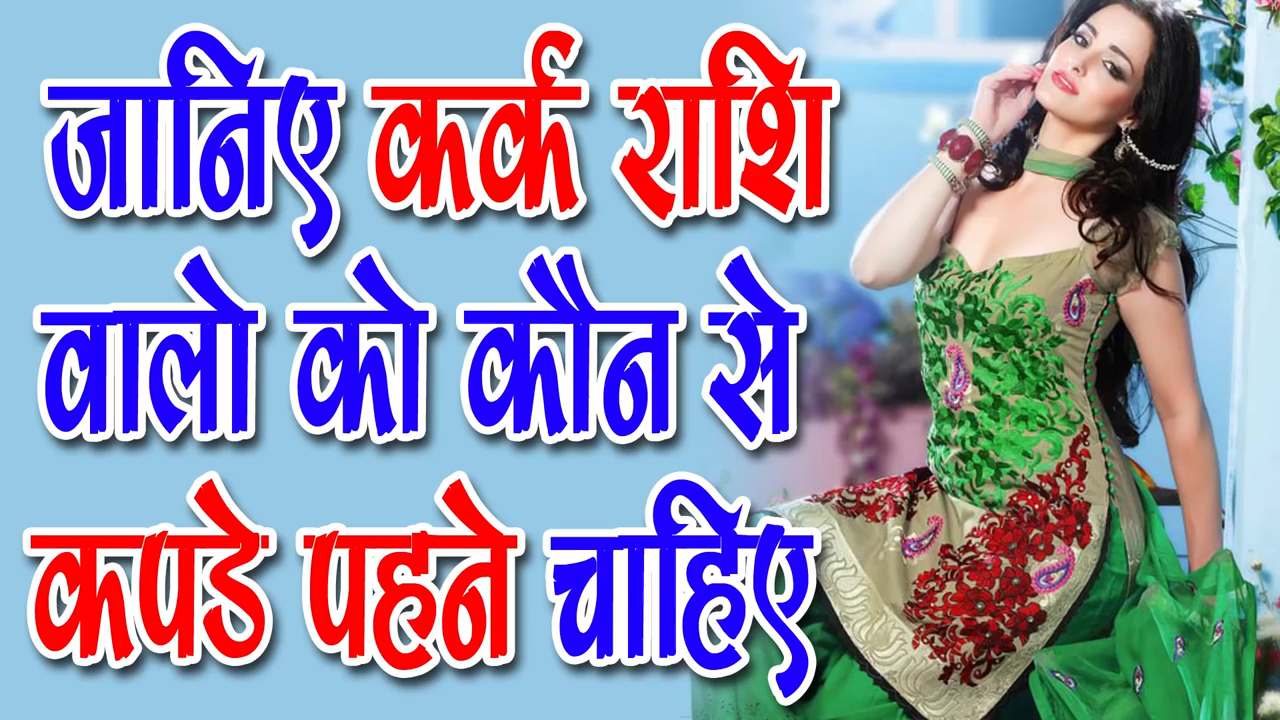 जानिए कर्क राशि
वालो को कौन से
कपडे पहने चाहिए